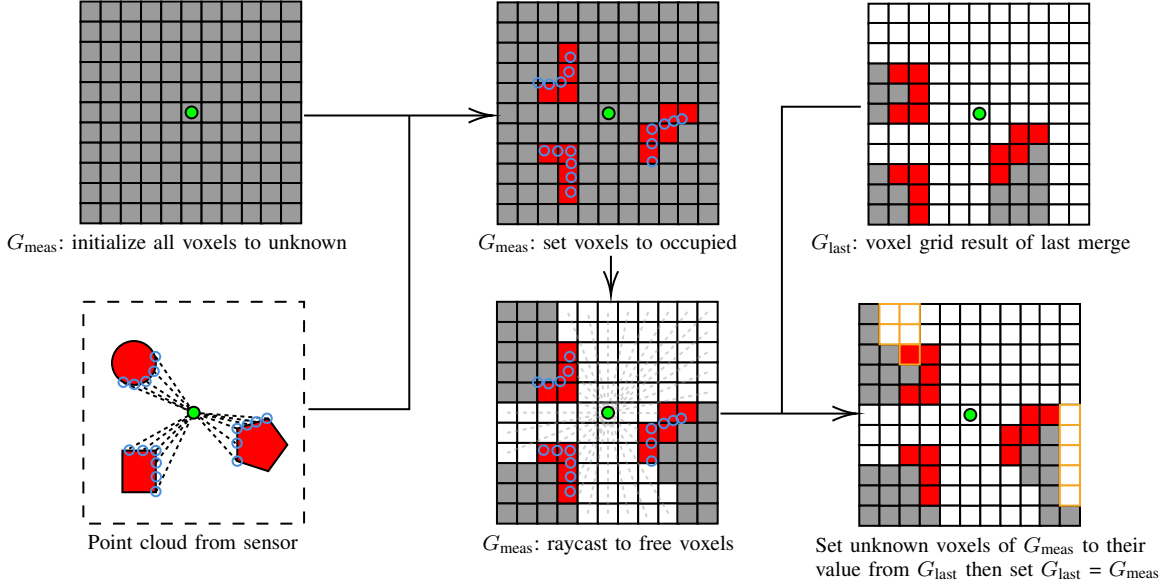 G_meas: initialize all voxels to unknown
G_meas: set voxels to occupied
G_last: voxel grid result of last merge
Point cloud from sensor
G_meas: raycast to free voxels
Set unknown voxels of G_meas to their
value from G_last then set G_last = G_meas